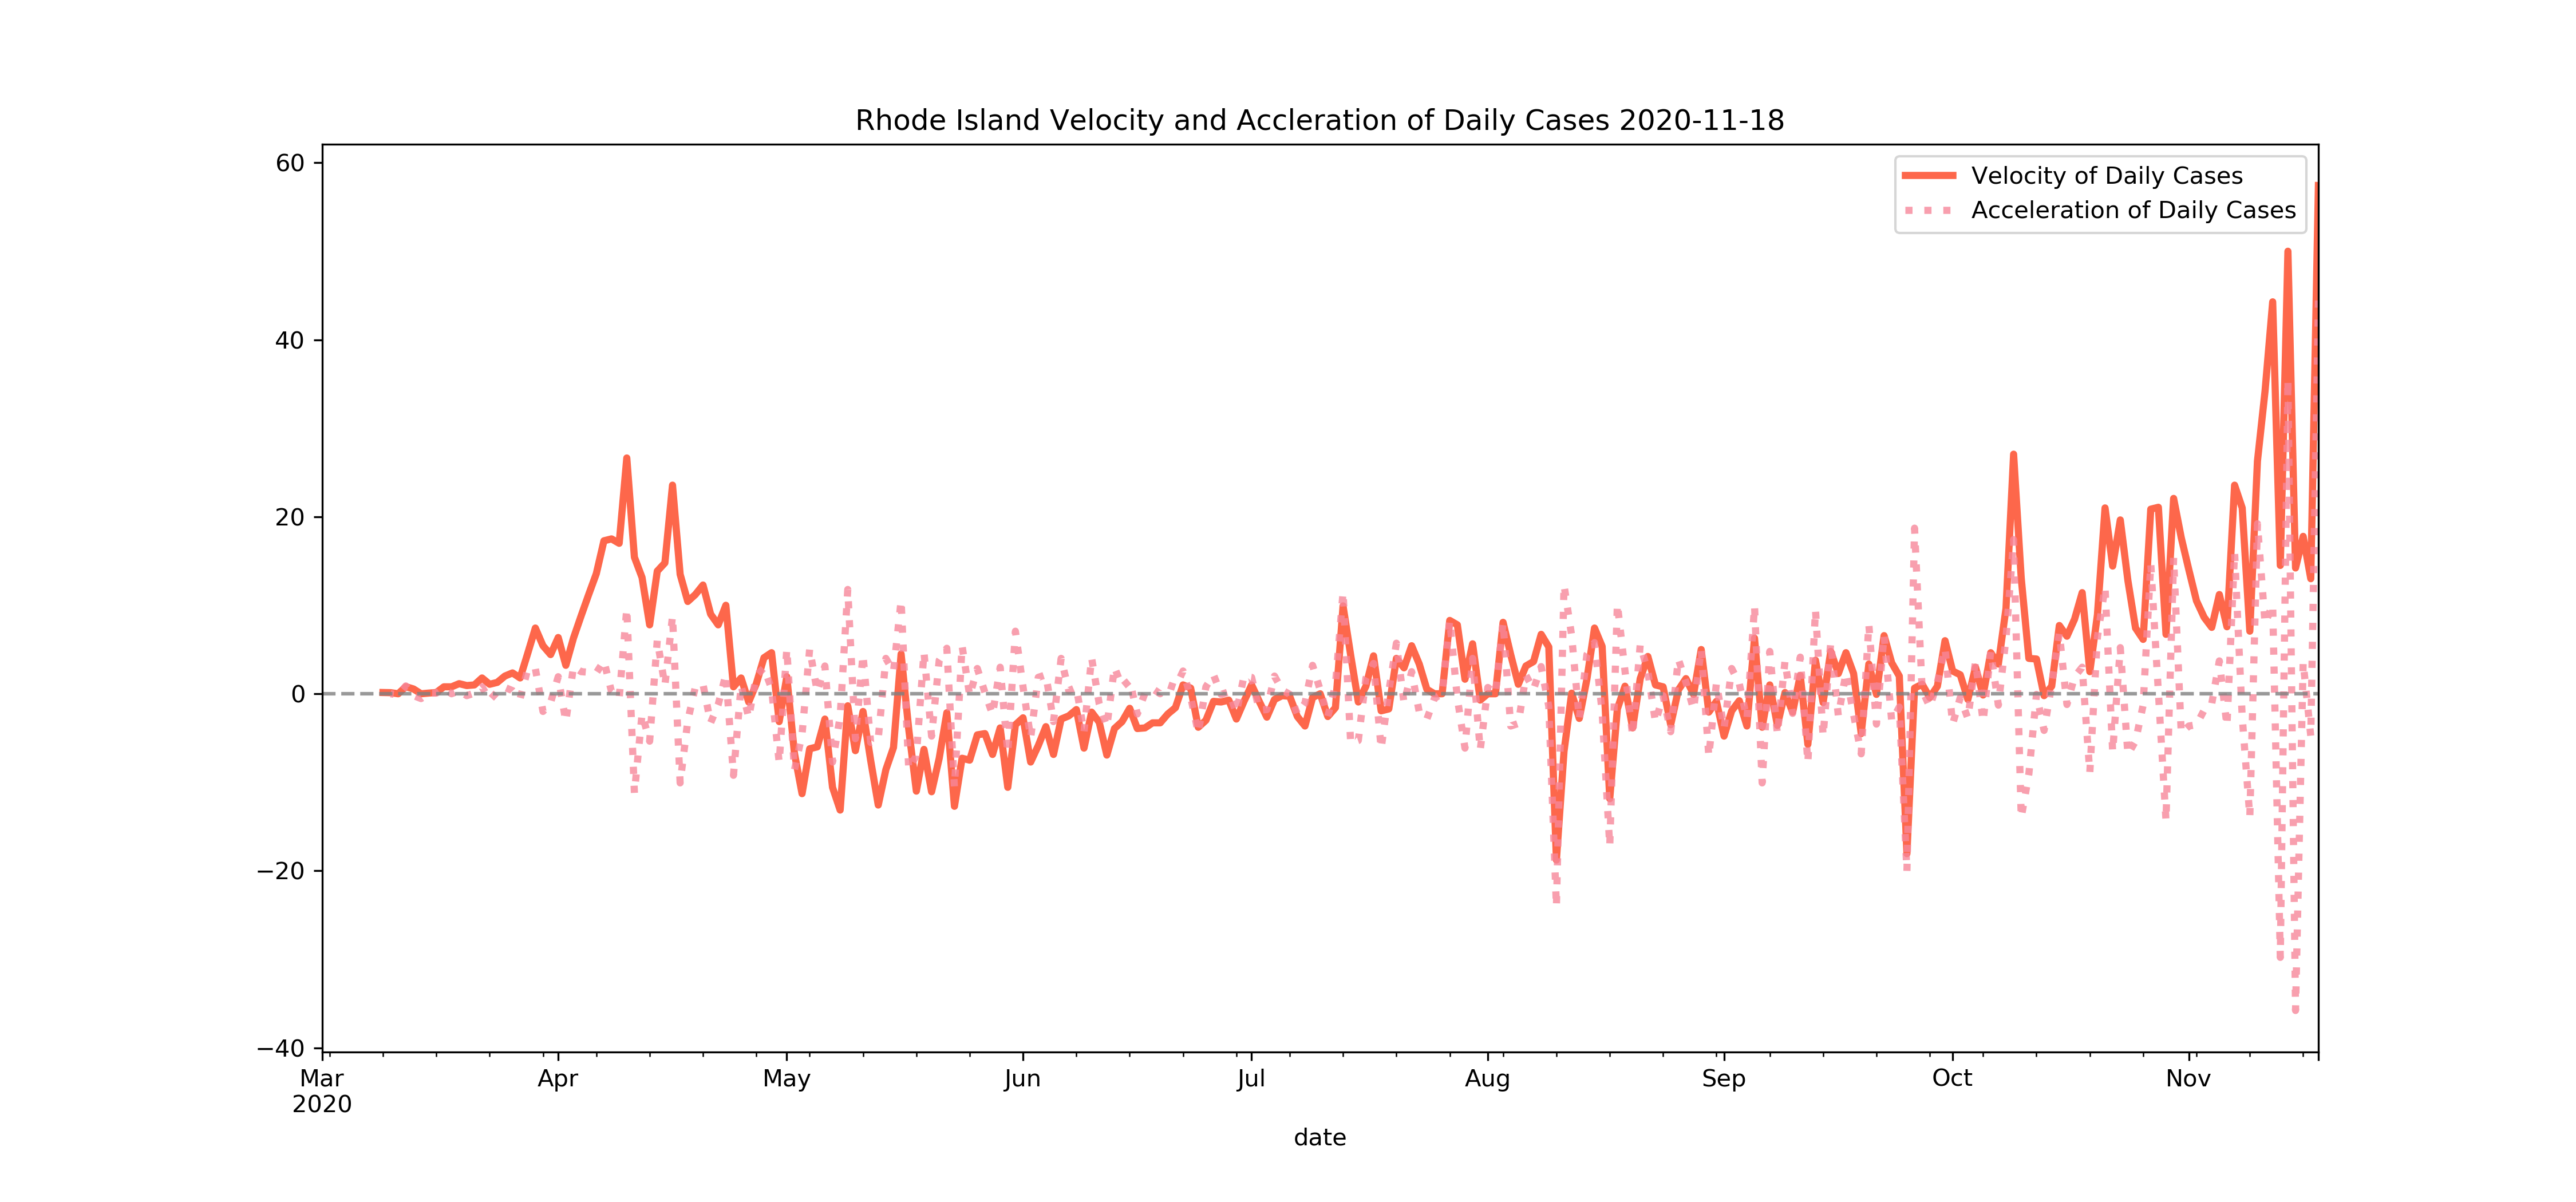 Rhode Island Velocity and Accleration of Daily Cases 2020-11-18
Velocity of Daily Cases
Acceleration of Daily Cases
60
40
20
0
−20
−40
Mar Apr May Jun Jul Aug Sep Oct Nov
2020
date